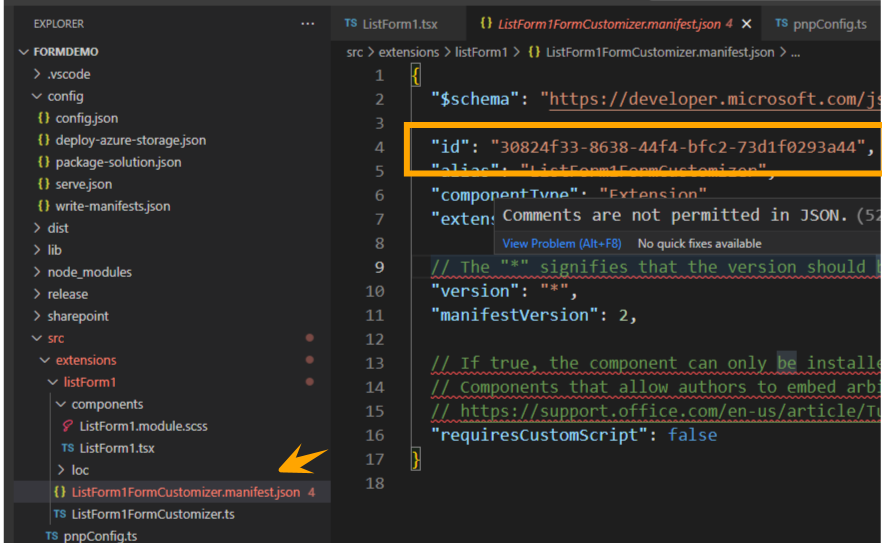 EXPLORER
···
FORMDEMO
.vscode
config
{} config.json
{} deploy-azure-storage.json
{} package-solution.json
{} serve.json
{} write-manifests.json
dist
lib
node_modules
release
sharepoint
src
extensions
listForm1
components
ListForm1.module.scss
TS ListForm1.tsx
loc
{} ListForm1FormCustomizer.manifest.json 4
TS ListForm1FormCustomizer.ts
TS pnpConfig.ts
TS ListForm1.tsx
{} ListForm1FormCustomizer.manifest.json 4
TS pnpConfig.ts
src > extensions > listForm1 > {} ListForm1FormCustomizer.manifest.json > ...
1 {
2 "$schema": "https://developer.microsoft.com/js
3
4 "id": "30824f33-8638-44f4-bfc2-73d1f0293a44",
5 "alias": "ListForm1FormCustomizer",
6 "componentType": "Extension"
7 "extens
Comments are not permitted in JSON. (52
View Problem (Alt+F8) No quick fixes available
8
9 // The "*" signifies that the version should b
10 "version": "*",
11 "manifestVersion": 2,
12
13 // If true, the component can only be installe
14 // Components that allow authors to embed arbi
15 // https://support.office.com/en-us/article/Tu
16 "requiresCustomScript": false
17 }
18